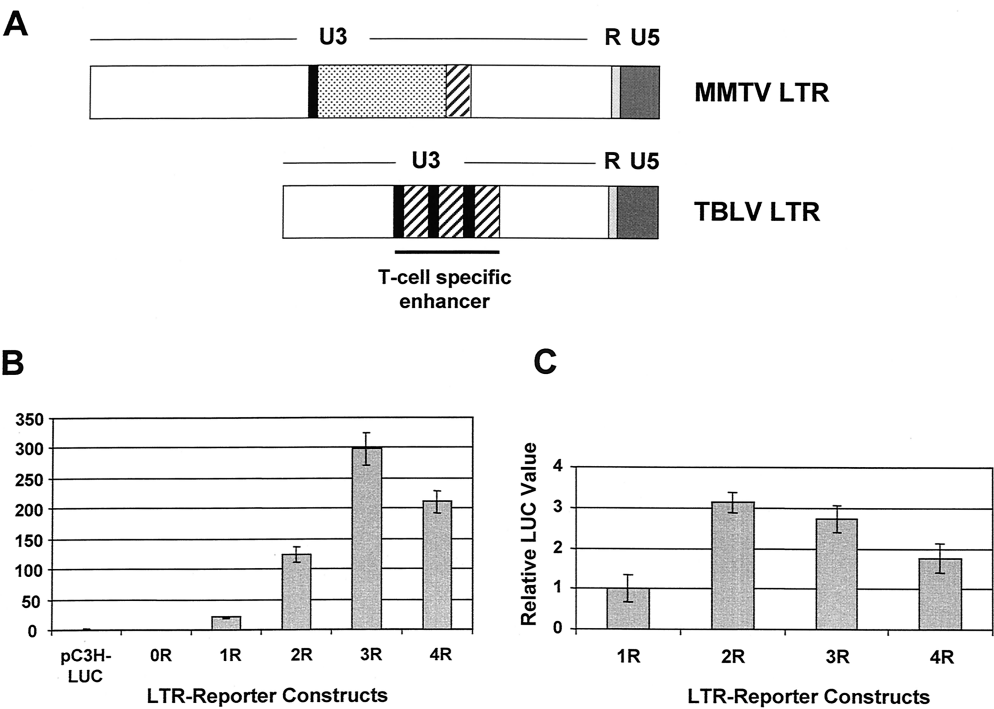 A
U3 R U5
MMTV LTR
U3 R U5
TBLV LTR
T-cell specific
enhancer
B
350
300
250
200
150
100
50
0
pC3H-
LUC
0R 1R 2R 3R 4R
LTR-Reporter Constructs
C
Relative LUC Value
4
3
2
1
0
1R 2R 3R 4R
LTR-Reporter Constructs